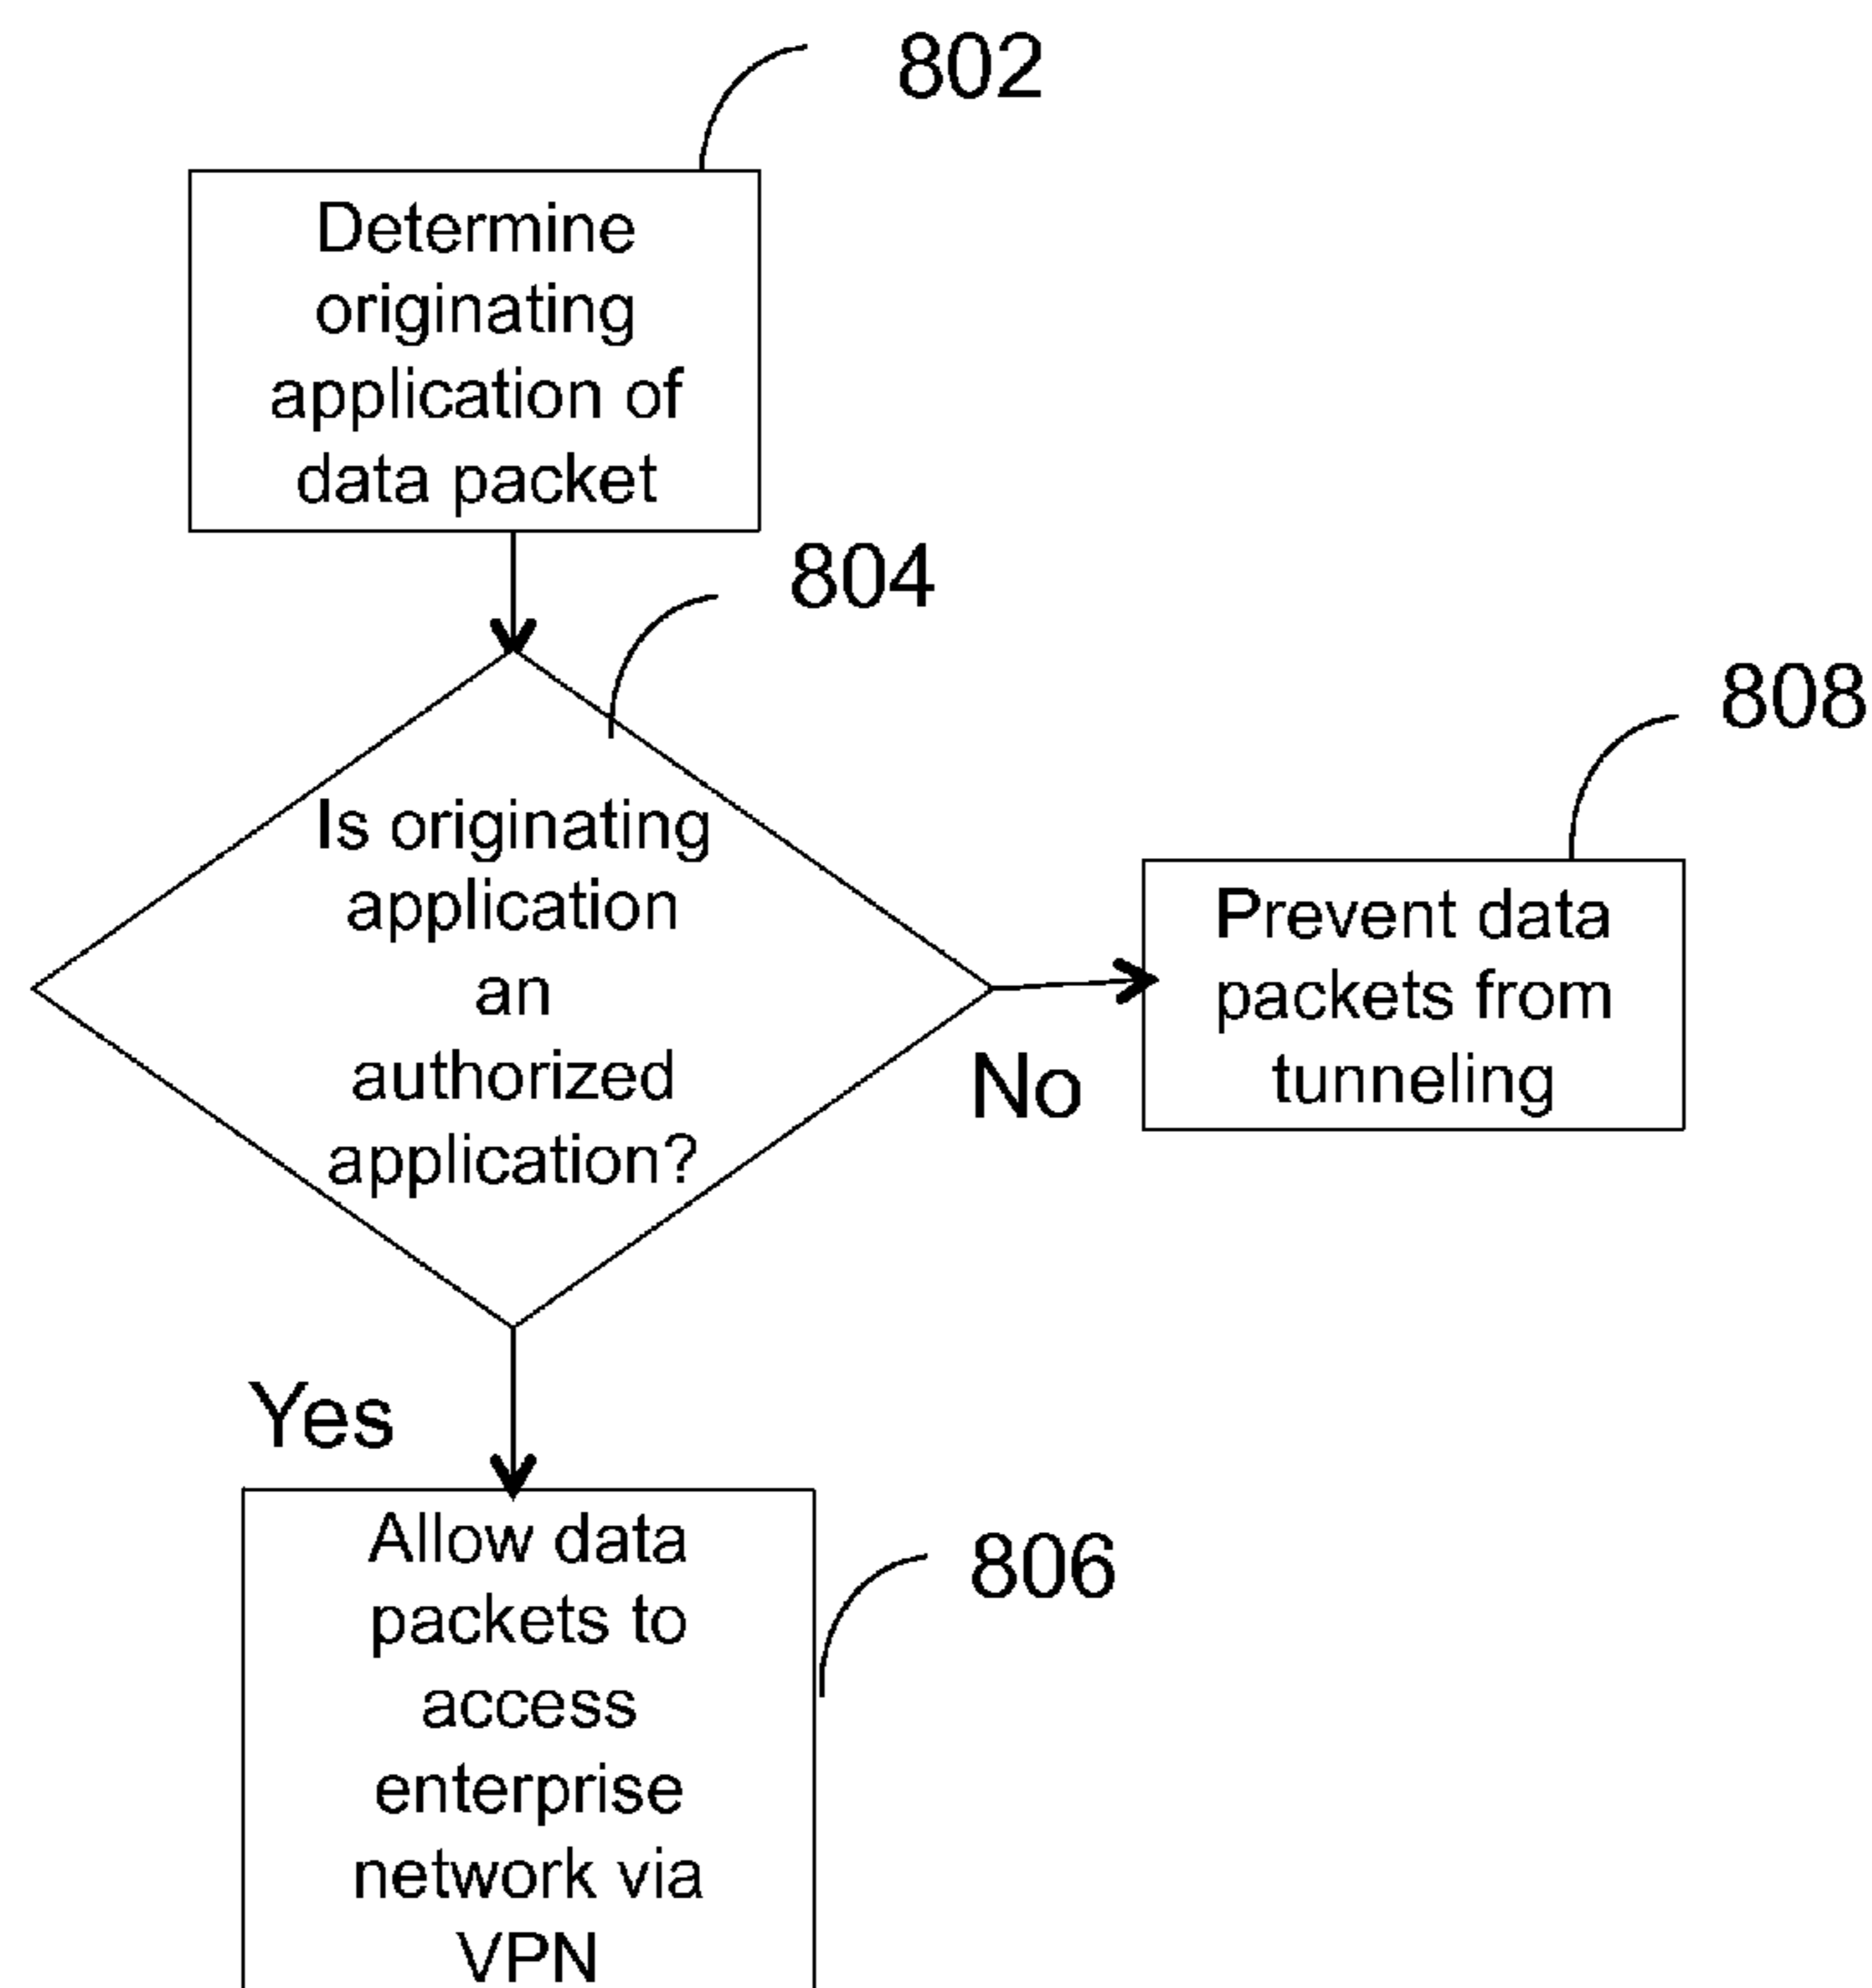 802
Determine
originating
application of
data packet
804
Is originating
application
an
authorized
application?
808
Prevent data
packets from
tunneling
No
Yes
Allow data
packets to
access
enterprise
network via
VPN
806